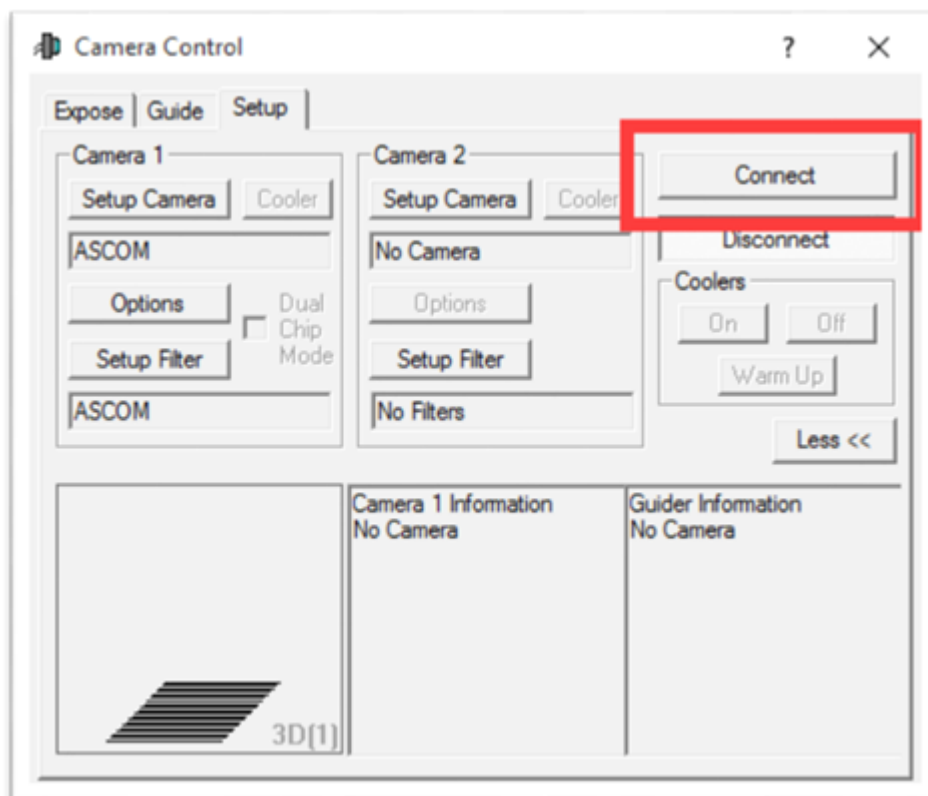 Camera Control
?
Expose Guide Setup
Camera 1
Setup Camera Cooler
ASCOM
Options
Dual
Chip
Mode
Setup Filter
ASCOM
Camera 2
Setup Camera Cooler
No Camera
Options
Setup Filter
No Filters
Connect
Disconnect
Coolers
On Off
Warm Up
Less <<
3D(1)
Camera 1 Information
No Camera
Guider Information
No Camera